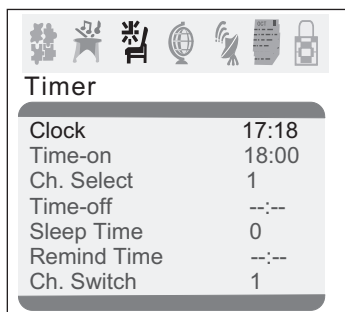 Timer
Clock 17:18
Time-on 18:00
Ch. Select 1
Time-off --:--
Sleep Time 0
Remind Time --:--
Ch. Switch 1